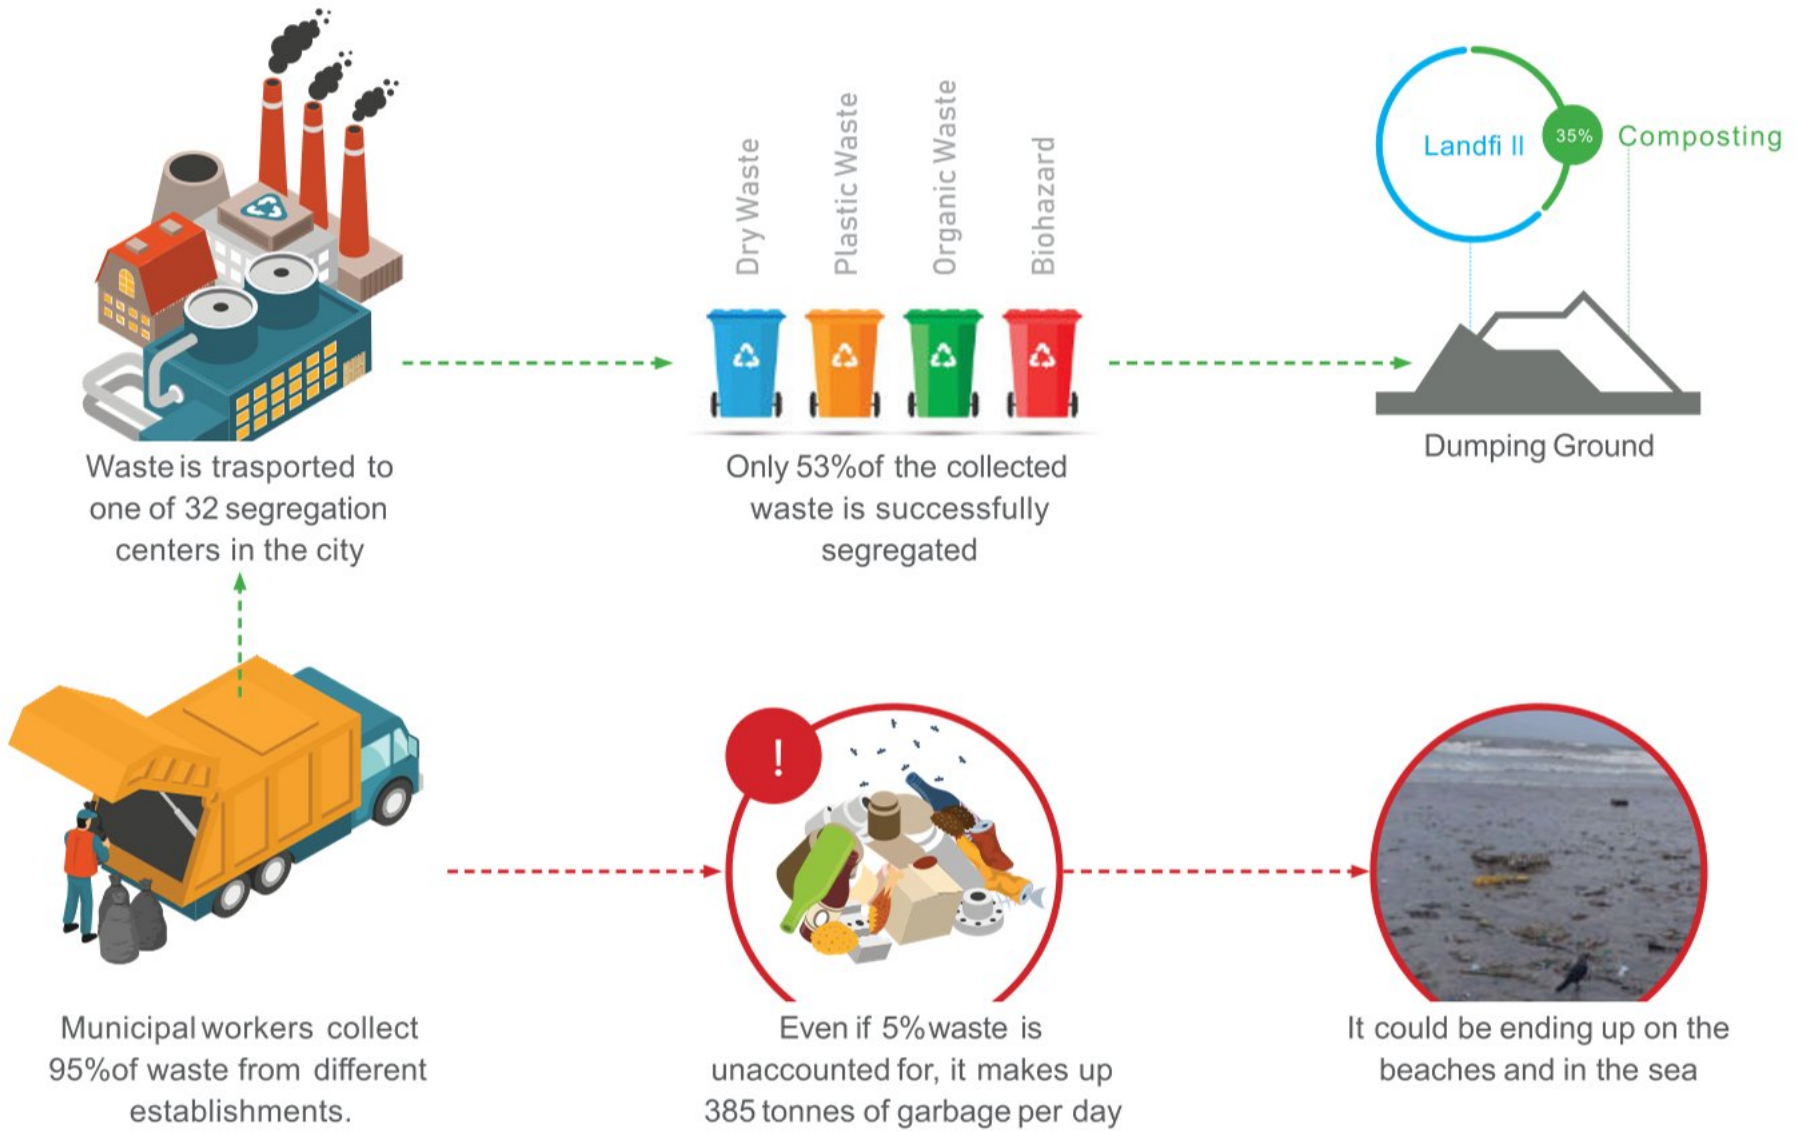 Dry Waste
Plastic Waste
Organic Waste
Biohazard
Landfi ll
35%
Composting
Waste is trasported to
one of 32 segregation
centers in the city
Only 53%of the collected
waste is successfully
segregated
Dumping Ground
!
Municipal workers collect
95%of waste from different
establishments.
Even if 5% waste is
unaccounted for, it makes up
385 tonnes of garbage per day
It could be ending up on the
beaches and in the sea